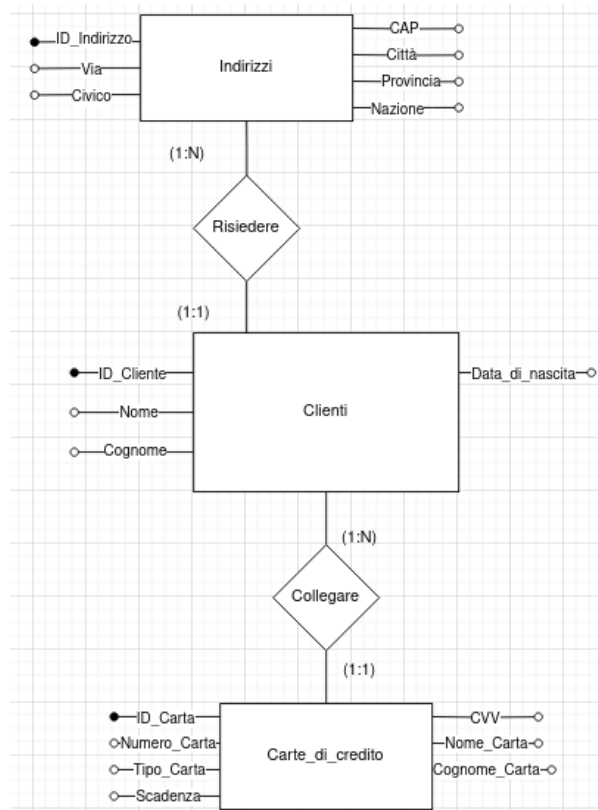 ID_Indirizzo
Via
Civico
Indirizzi
CAP
Città
Provincia
Nazione
(1:N)
Risiedere
(1:1)
ID_Cliente
Nome
Cognome
Clienti
Data_di_nascita
(1:N)
Collegare
(1:1)
ID_Carta
Numero_Carta
Tipo_Carta
Scadenza
Carte_di_credito
CVV
Nome_Carta
Cognome_Carta